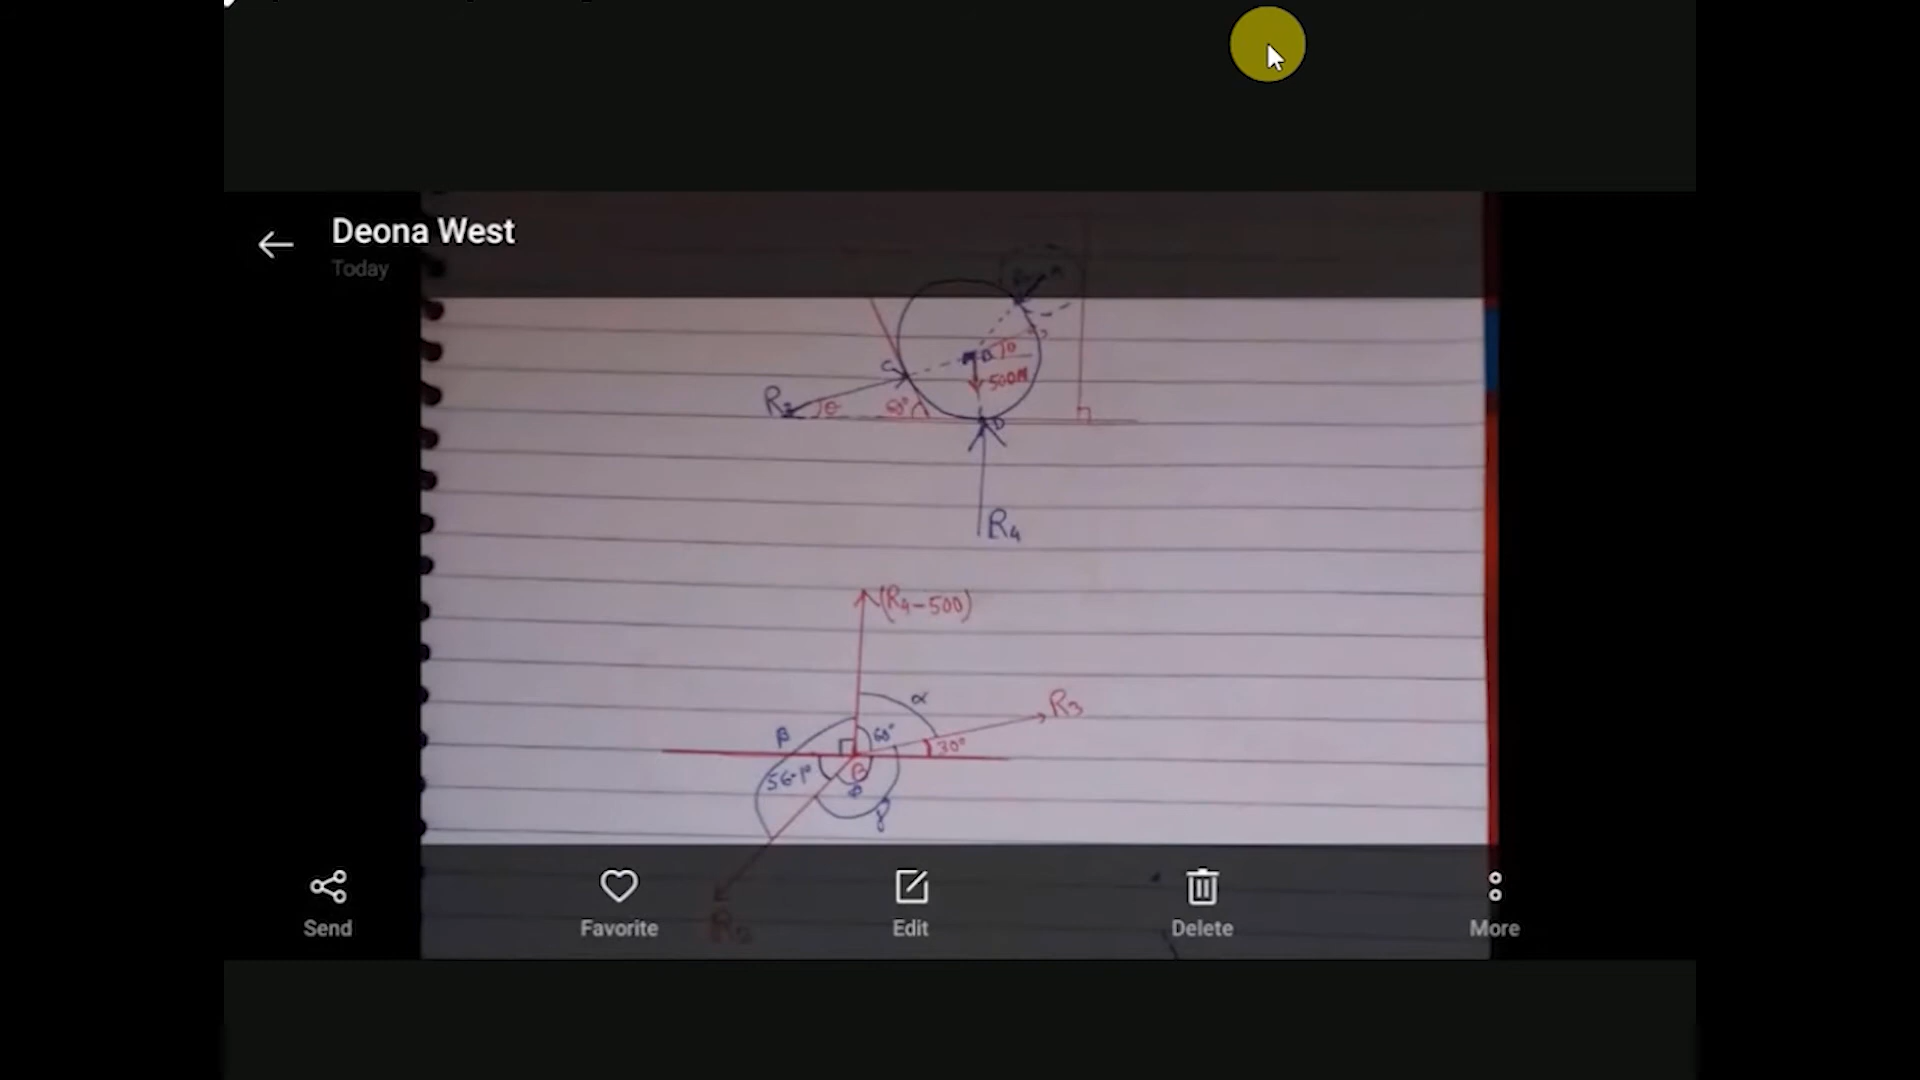 Deona West
Today
C
500N
R3
θ
60°
D
R4
(R4-500)
α
R3
β
60°
30°
56.1°
B
γ
Send
Favorite
Edit
Delete
More